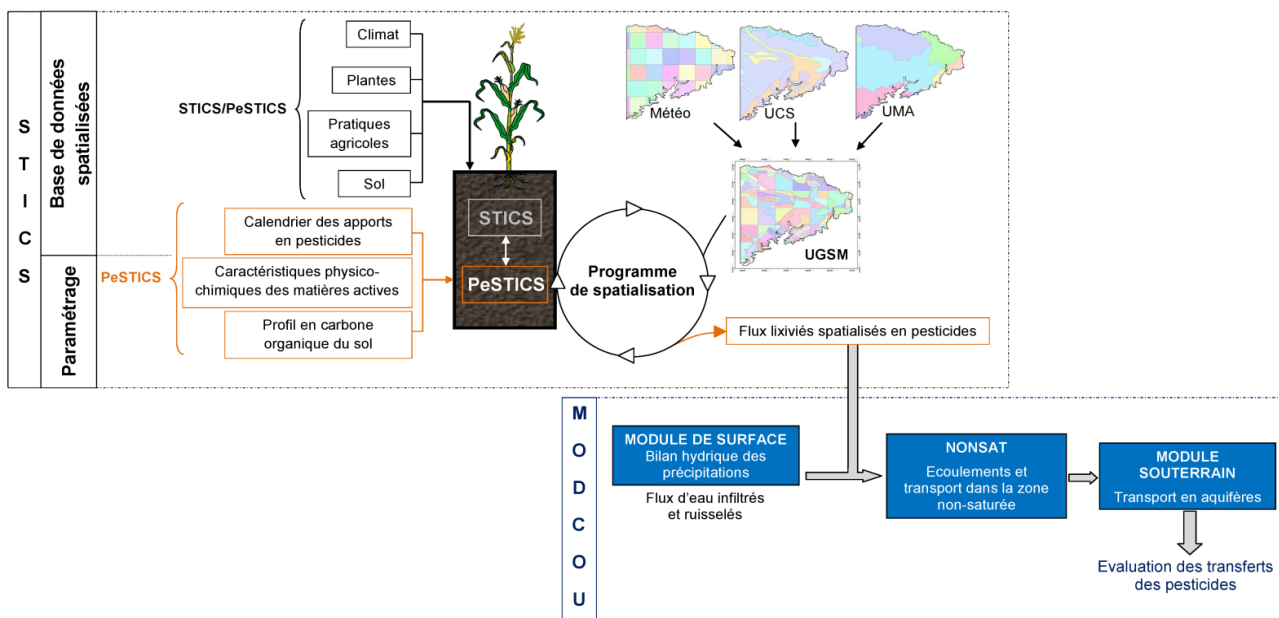 S
T
I
C
S
Base de données
spatialisées
Paramétrage
STICS/PeSTICS
Climat
Plantes
Pratiques
agricoles
Sol
PeSTICS
Calendrier des apports
en pesticides
Caractéristiques physico-
chimiques des matières actives
Profil en carbone
organique du sol
STICS
PeSTICS
Programme
de spatialisation
Météo
UCS
UMA
UGSM
Flux lixiviés spatialisés en pesticides
M
O
D
C
O
U
MODULE DE SURFACE
Bilan hydrique des
précipitations
Flux d'eau infiltrés
et ruisselés
NONSAT
Ecoulements et
transport dans la zone
non-saturée
MODULE
SOUTERRAIN
Transport en aquifères
Evaluation des transferts
des pesticides